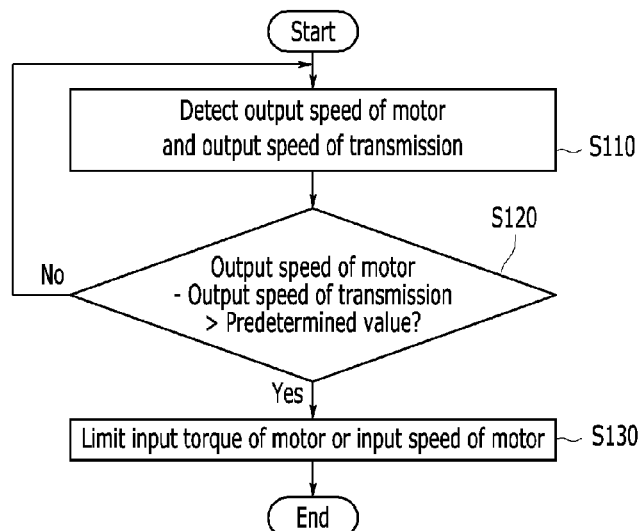 Start
Detect output speed of motor
and output speed of transmission
S110
S120
No
Output speed of motor
- Output speed of transmission
> Predetermined value?
Yes
Limit input torque of motor or input speed of motor
S130
End